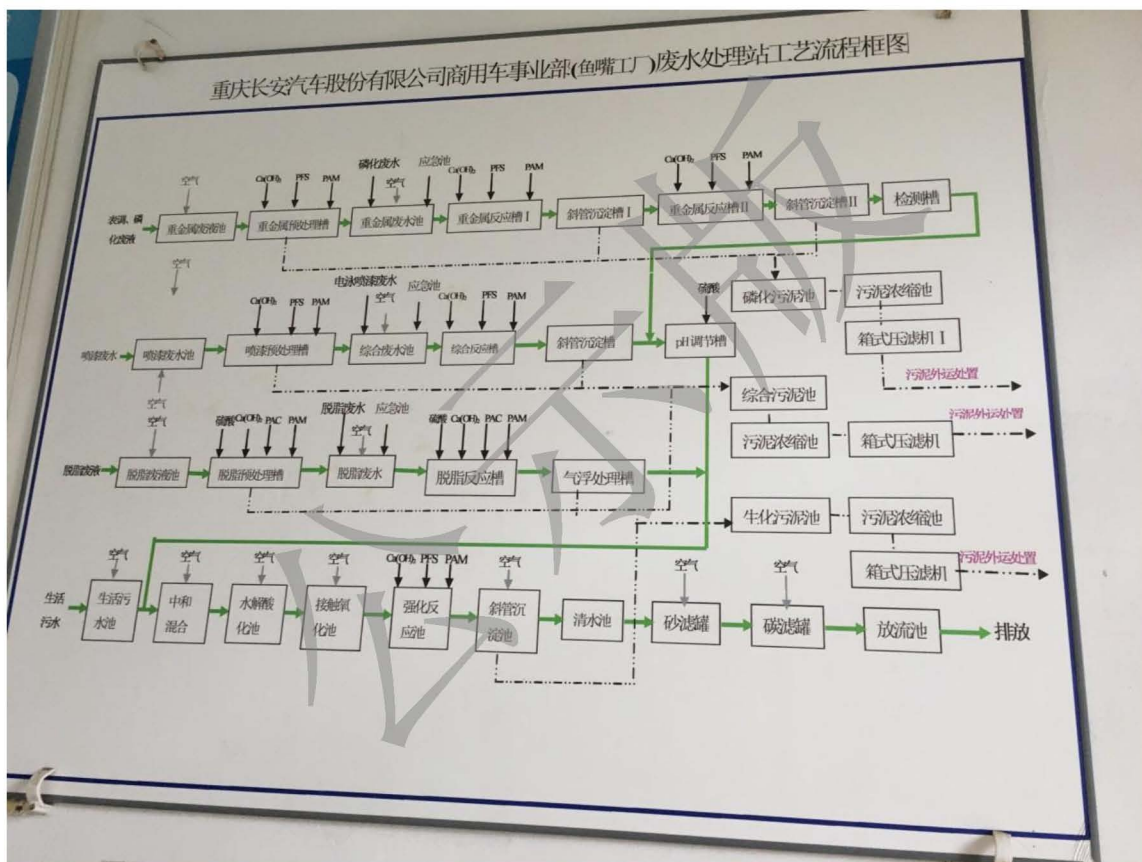 重庆长安汽车股份有限公司商用车事业部(鱼嘴工厂)废水处理站工艺流程框图
空气 Ca(OH)₂ PFS PAM 磷化废水 空气 应急池 Ca(OH)₂ PFS PAM Ca(OH)₂ PFS PAM
表调、磷
化废液
重金属废液池 重金属预处理槽 重金属废水池 重金属反应槽 I 斜管沉淀槽 I 重金属反应槽 II 斜管沉淀槽 II 检测槽
空气 Ca(OH)₂ PFS PAM 电泳喷漆废水 空气 应急池 Ca(OH)₂ PFS PAM 硫酸
磷化污泥池 污泥浓缩池
喷漆废水 喷漆废水池 喷漆预处理槽 综合废水池 综合反应槽 斜管沉淀槽 pH调节槽
箱式压滤机 I
污泥外运处置
空气
综合污泥池
空气 硫酸 Ca(OH)₂ PAC PAM 脱脂废水 空气 应急池 硫酸 Ca(OH)₂ PAC PAM
污泥浓缩池 箱式压滤机 污泥外运处置
脱脂废液 脱脂废液池 脱脂预处理槽 脱脂废水 脱脂反应槽 气浮处理槽
生化污泥池 污泥浓缩池
箱式压滤机 污泥外运处置
空气 空气 空气 空气 Ca(OH)₂ PFS PAM 空气 空气 空气
生活
污水
生活污
水池
中和
混合
水解酸
化池
接触氧
化池
强化反
应池
斜管沉
淀池
清水池 砂滤罐 碳滤罐 放流池 排放
公示版